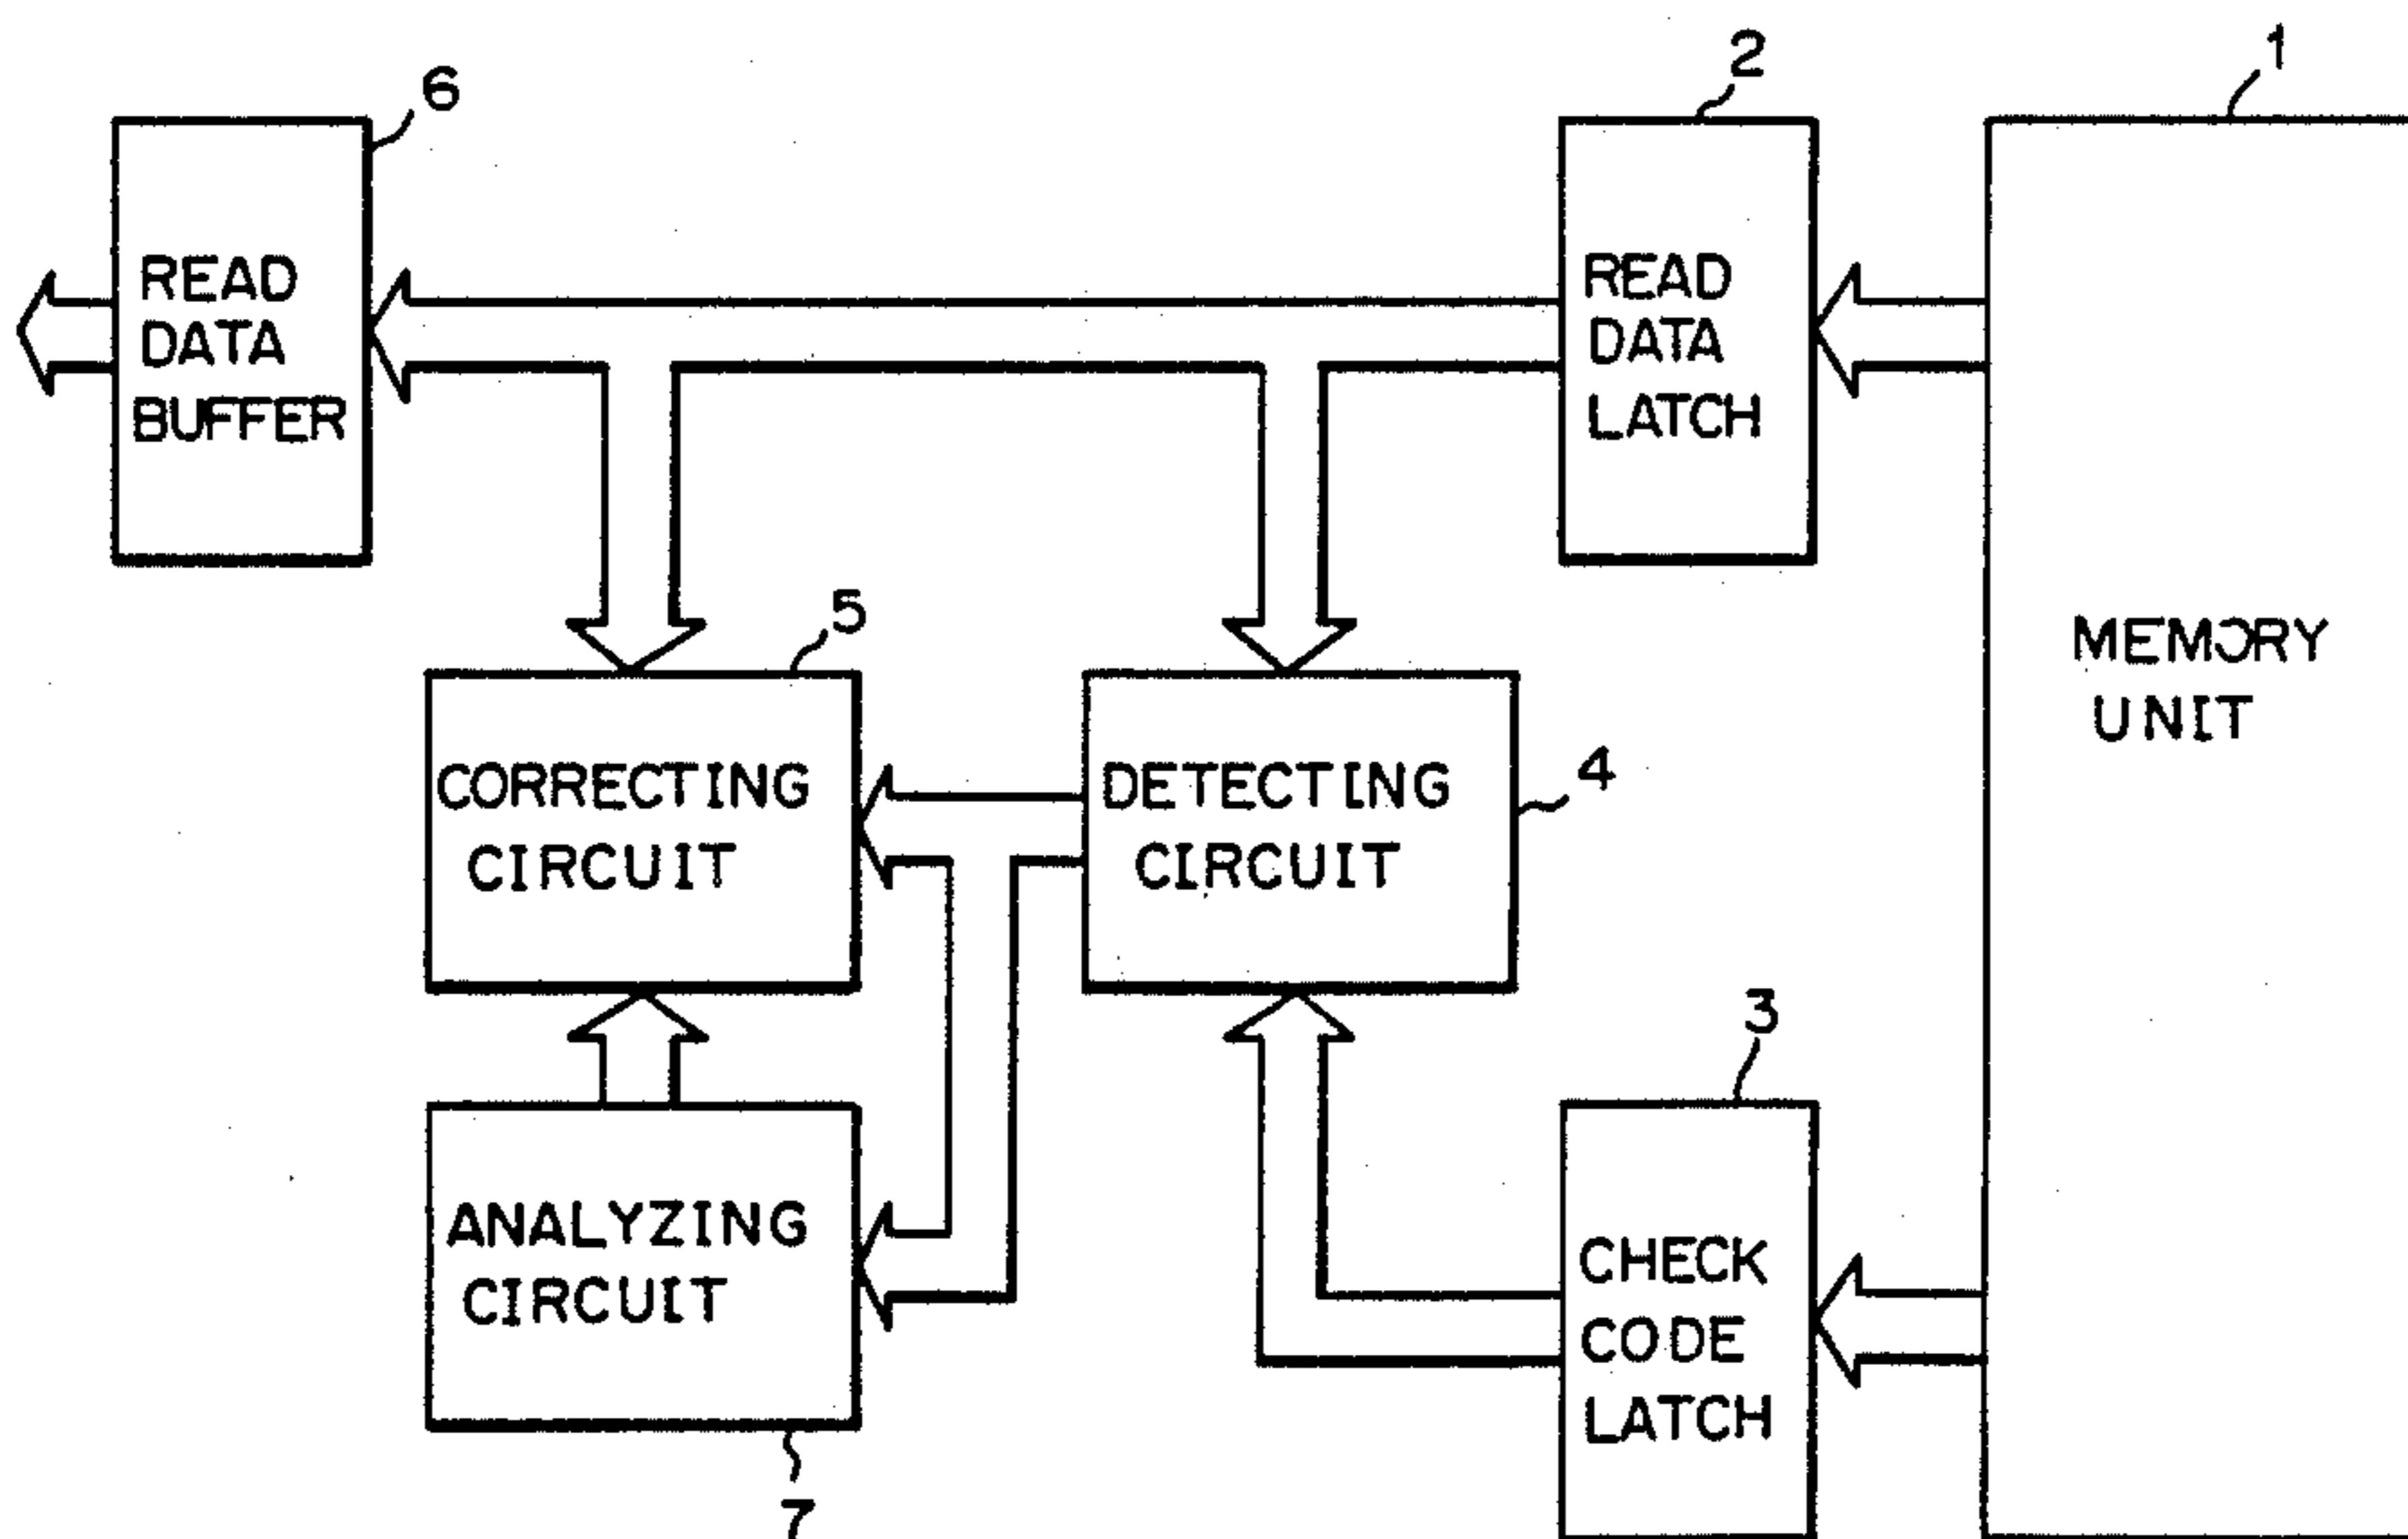 1
2
6
READ
DATA
BUFFER
READ
DATA
LATCH
MEMORY
UNIT
5
CORRECTING
CIRCUIT
DETECTING
CIRCUIT
4
3
ANALYZING
CIRCUIT
CHECK
CODE
LATCH
7